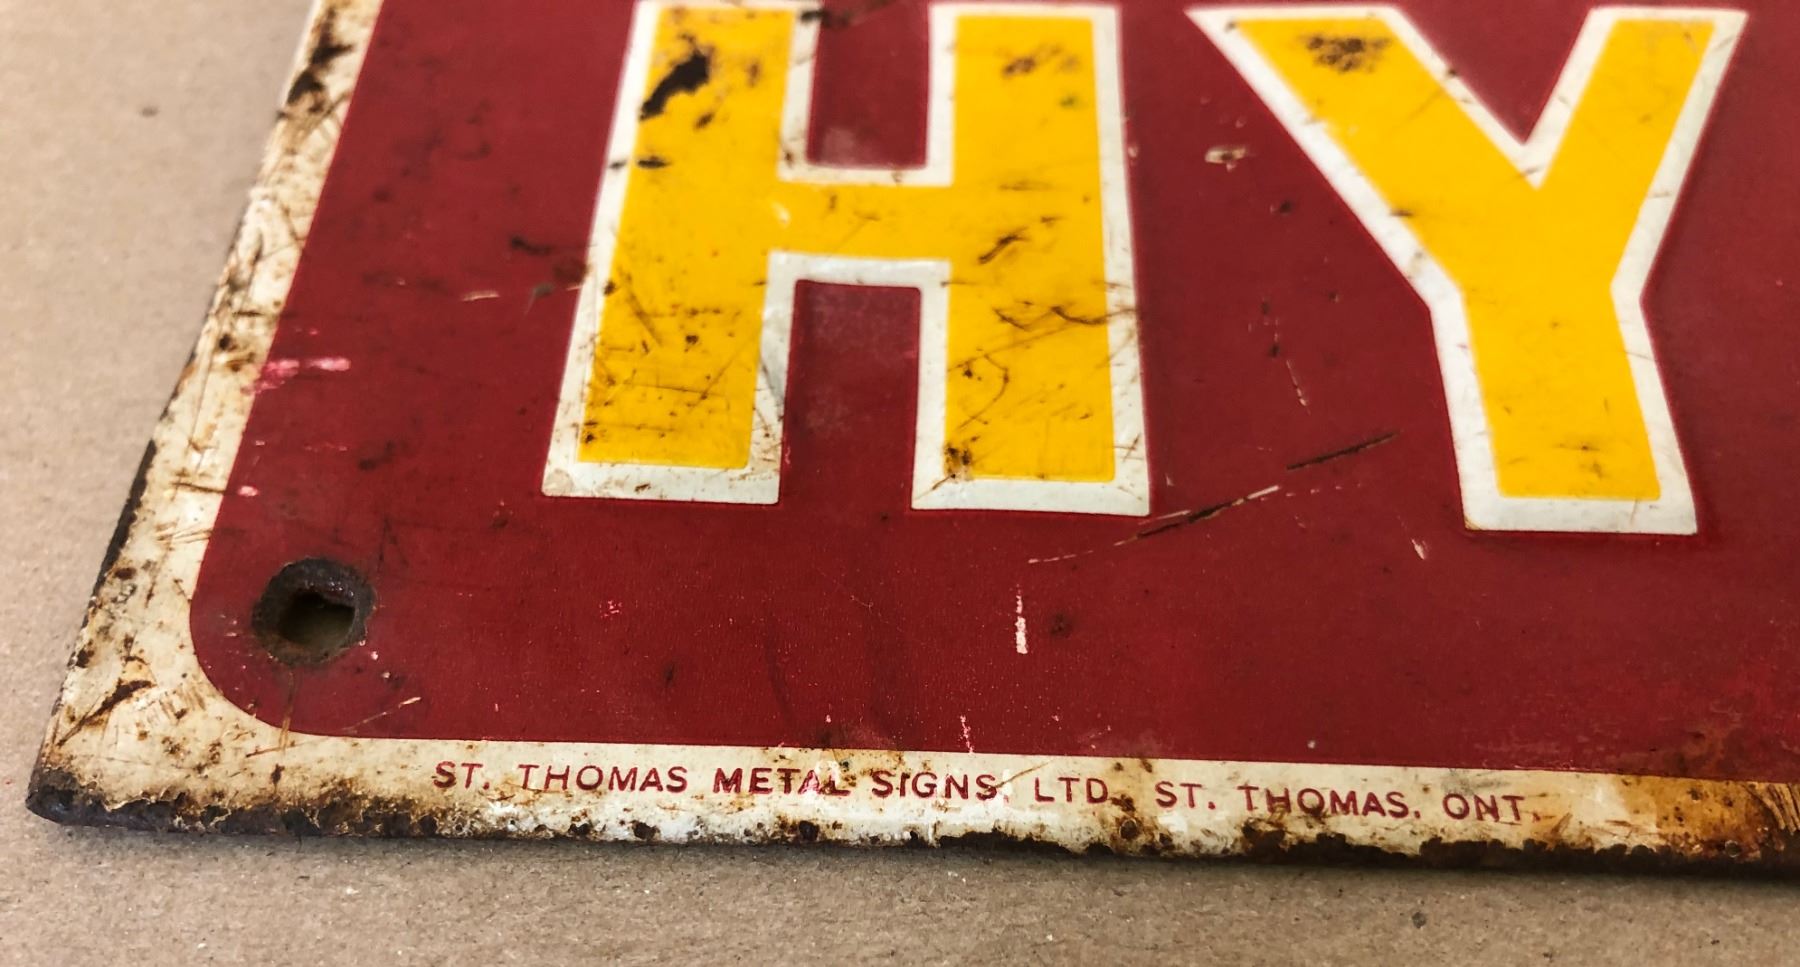 HY
ST. THOMAS METAL SIGNS, LTD., ST. THOMAS, ONT.